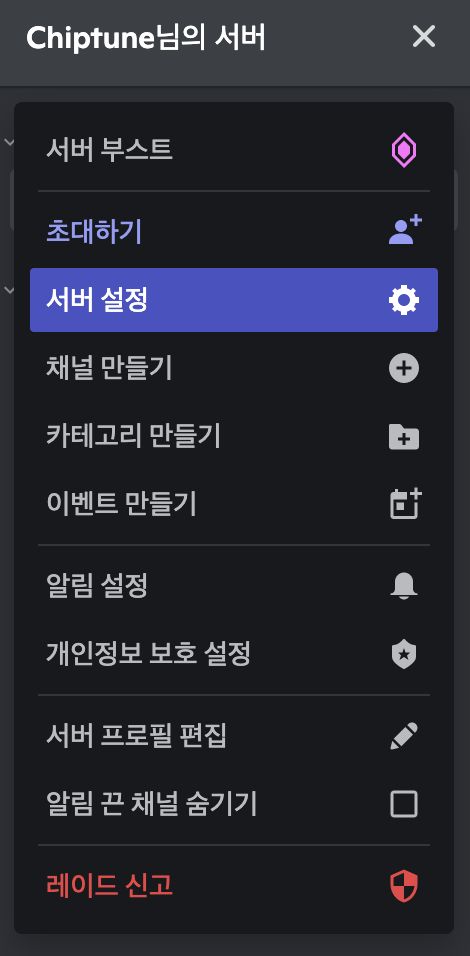 Chiptune님의 서버
서버 부스트
초대하기
서버 설정
채널 만들기
카테고리 만들기
이벤트 만들기
알림 설정
개인정보 보호 설정
서버 프로필 편집
알림 끈 채널 숨기기
레이드 신고